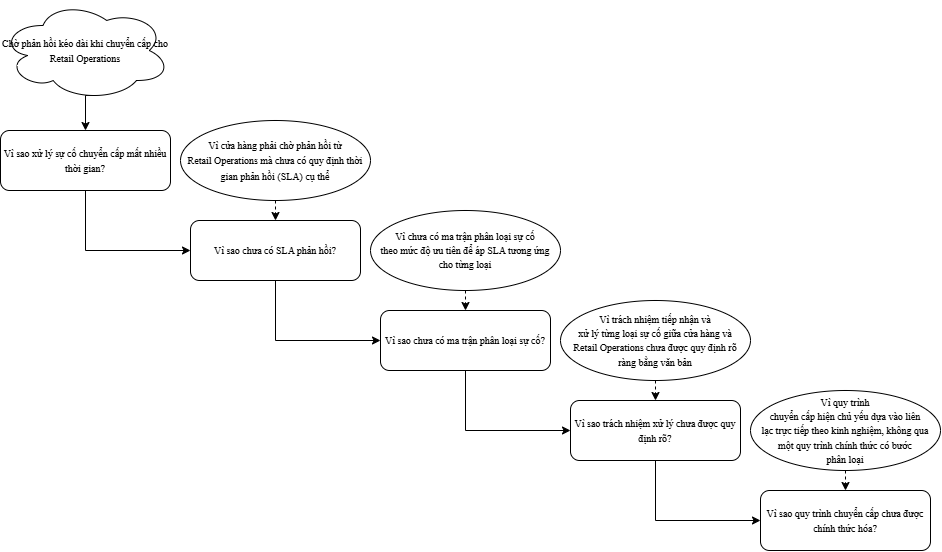 Chờ phản hồi kéo dài khi chuyển cấp cho
Retail Operations
Vì sao xử lý sự cố chuyển cấp mất nhiều
thời gian?
Vì cửa hàng phải chờ phản hồi từ
Retail Operations mà chưa có quy định thời
gian phản hồi (SLA) cụ thể
Vì sao chưa có SLA phản hồi?
Vì chưa có ma trận phân loại sự cố
theo mức độ ưu tiên để áp SLA tương ứng
cho từng loại
Vì sao chưa có ma trận phân loại sự cố?
Vì trách nhiệm tiếp nhận và
xử lý từng loại sự cố giữa cửa hàng và
Retail Operations chưa được quy định rõ
ràng bằng văn bản
Vì sao trách nhiệm xử lý chưa được quy
định rõ?
Vì quy trình
chuyển cấp hiện chủ yếu dựa vào liên
lạc trực tiếp theo kinh nghiệm, không qua
một quy trình chính thức có bước
phân loại
Vì sao quy trình chuyển cấp chưa được
chính thức hóa?